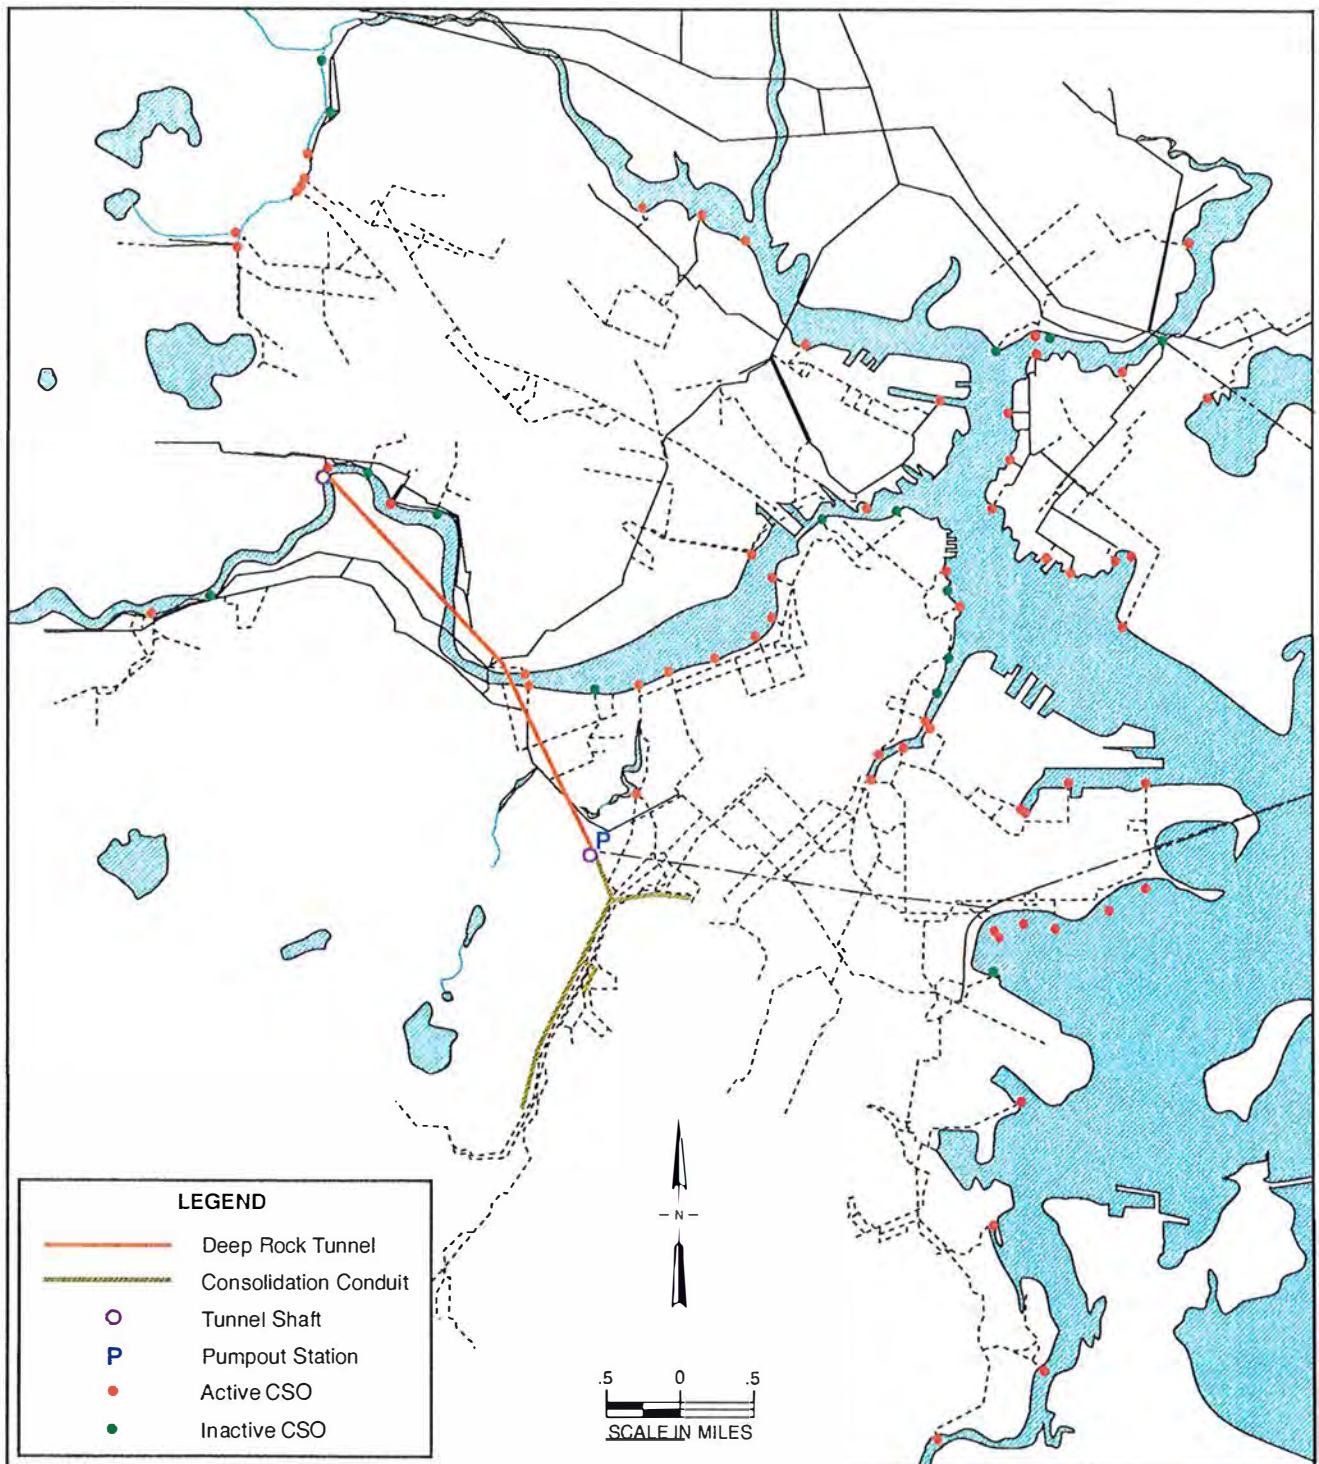 P
LEGEND
Deep Rock Tunnel
Consolidation Conduit
Tunnel Shaft
P Pumpout Station
Active CSO
Inactive CSO
N
.5 0 .5
SCALE IN MILES